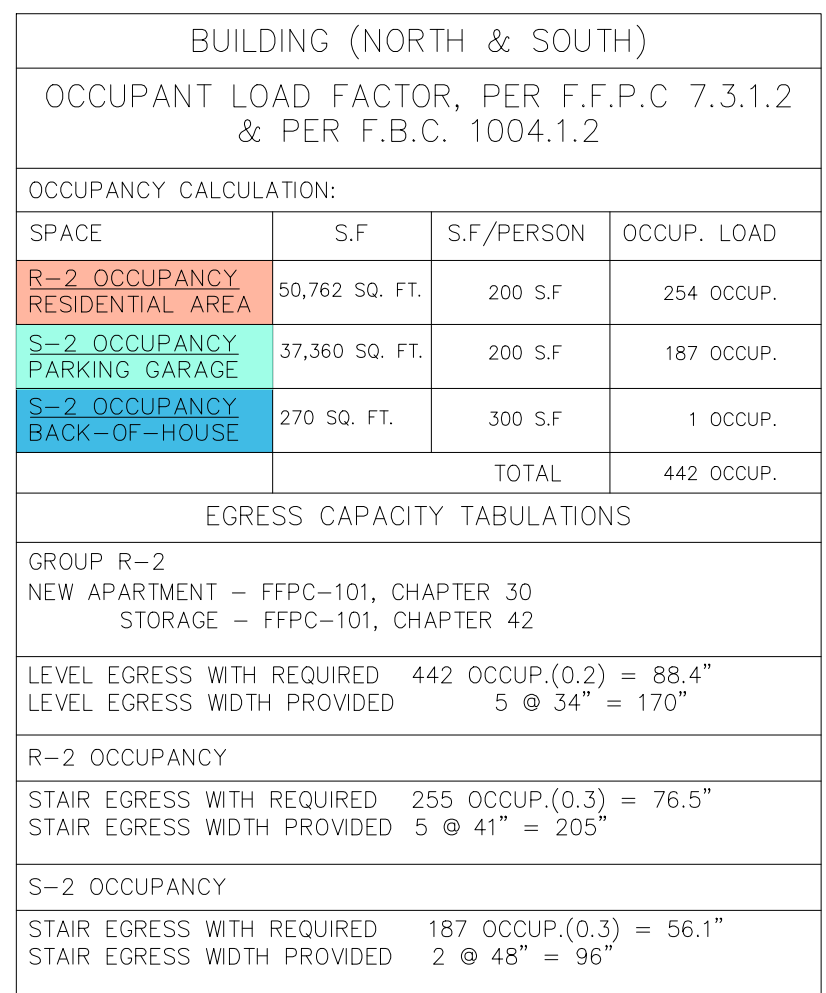 BUILDING (NORTH & SOUTH)
OCCUPANT LOAD FACTOR, PER F.F.P.C 7.3.1.2
& PER F.B.C. 1004.1.2
OCCUPANCY CALCULATION:
SPACE S.F S.F/PERSON OCCUP. LOAD
R-2 OCCUPANCY
RESIDENTIAL AREA 50,762 SQ. FT. 200 S.F 254 OCCUP.
S-2 OCCUPANCY
PARKING GARAGE 37,360 SQ. FT. 200 S.F 187 OCCUP.
S-2 OCCUPANCY
BACK-OF-HOUSE 270 SQ. FT. 300 S.F 1 OCCUP.
TOTAL 442 OCCUP.
EGRESS CAPACITY TABULATIONS
GROUP R-2
NEW APARTMENT - FFPC-101, CHAPTER 30
STORAGE - FFPC-101, CHAPTER 42
LEVEL EGRESS WITH REQUIRED 442 OCCUP.(0.2) = 88.4"
LEVEL EGRESS WIDTH PROVIDED 5 @ 34" = 170"
R-2 OCCUPANCY
STAIR EGRESS WITH REQUIRED 255 OCCUP.(0.3) = 76.5"
STAIR EGRESS WIDTH PROVIDED 5 @ 41" = 205"
S-2 OCCUPANCY
STAIR EGRESS WITH REQUIRED 187 OCCUP.(0.3) = 56.1"
STAIR EGRESS WIDTH PROVIDED 2 @ 48" = 96"